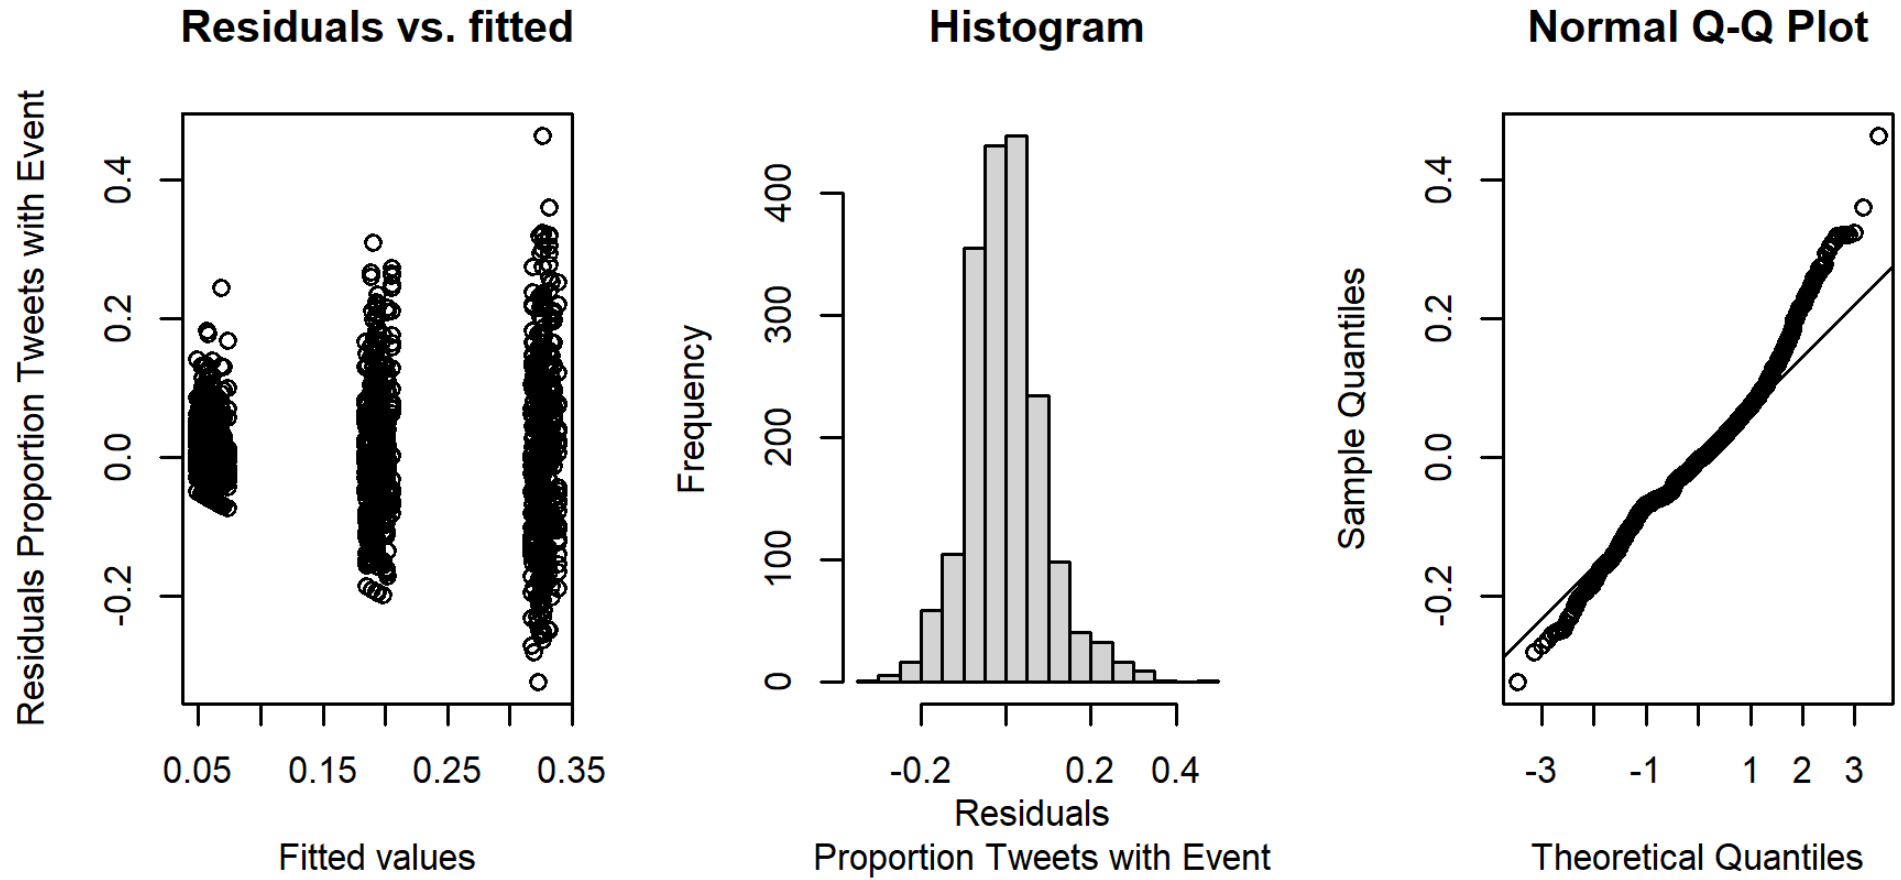 Residuals vs. fitted
Residuals Proportion Tweets with Event
0.4
0.2
0.0
-0.2
0.05 0.15 0.25 0.35
Fitted values
Histogram
Frequency
400
300
200
100
0
-0.2 0.2 0.4
Residuals
Proportion Tweets with Event
Normal Q-Q Plot
Sample Quantiles
0.4
0.2
0.0
-0.2
-3 -1 1 2 3
Theoretical Quantiles